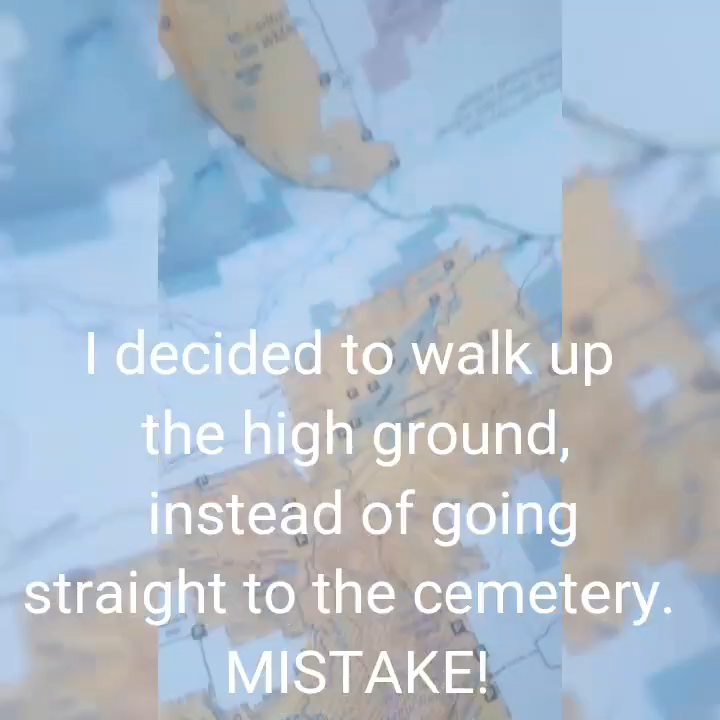 I decided to walk up
the high ground,
instead of going
straight to the cemetery.
MISTAKE!